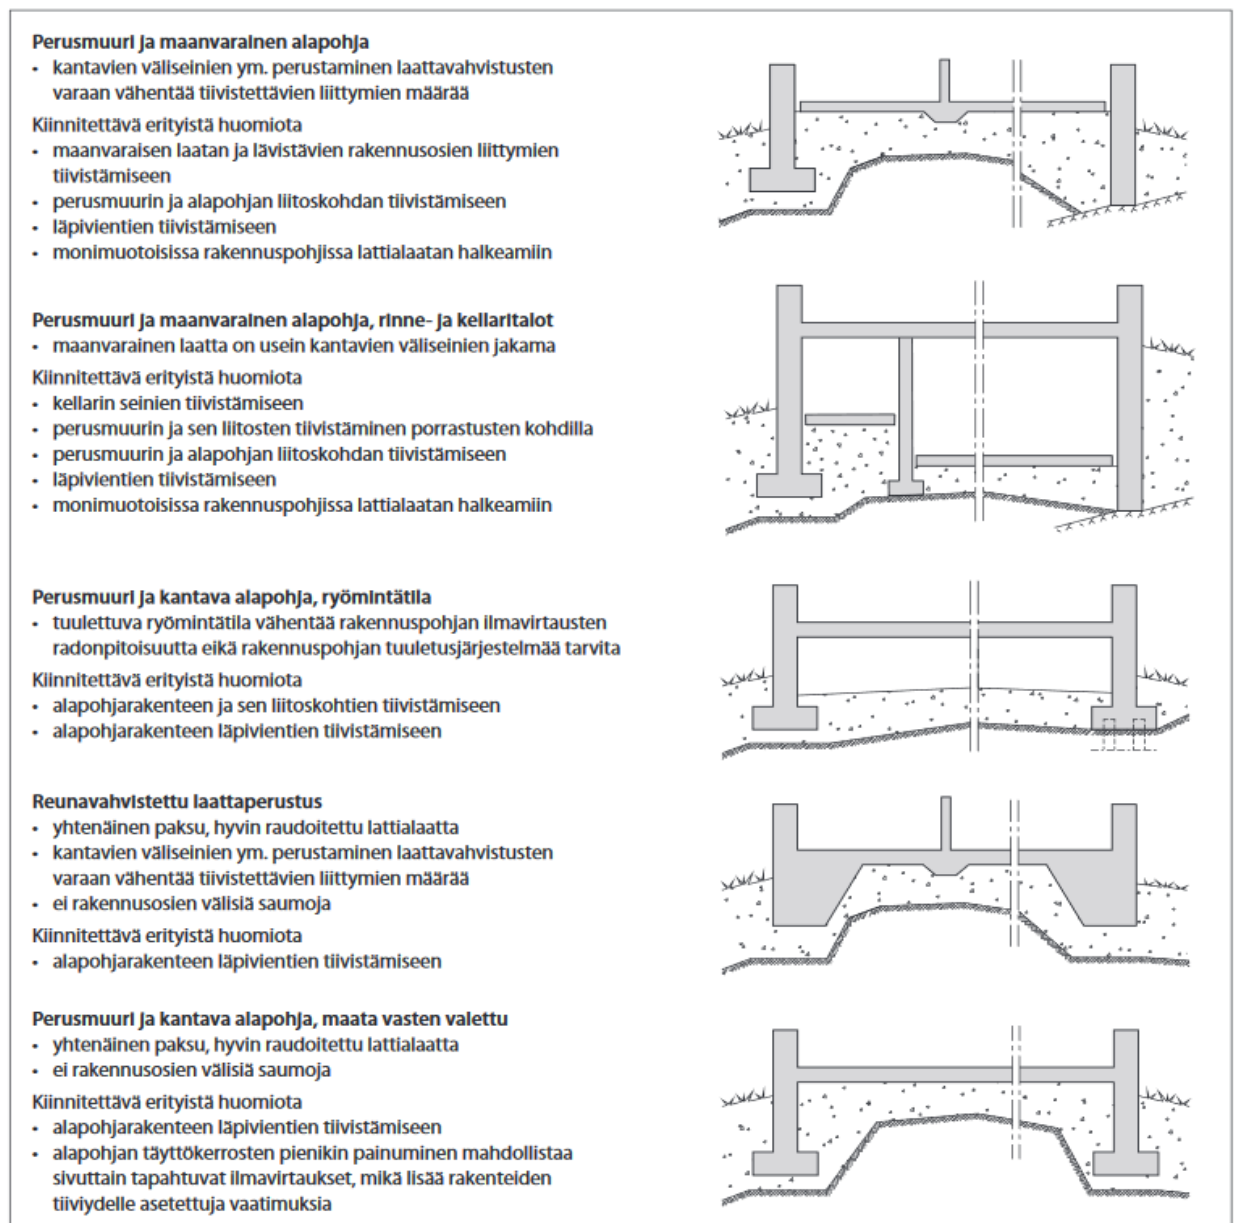 Perusmuuri ja maanvarainen alapohja
• kantavien väliseinien ym. perustaminen laattavahvistusten
varaan vähentää tiivistettävien liittymien määrää
Kiinnitettävä erityistä huomiota
• maanvaraisen laatan ja lävistävien rakennusosien liittymien
tiivistämiseen
• perusmuurin ja alapohjan liitoskohdan tiivistämiseen
• läpivientien tiivistämiseen
• monimuotoisissa rakennuspohjissa lattialaatan halkeamiin
Perusmuuri ja maanvarainen alapohja, rinne- ja kellaritalot
• maanvarainen laatta on usein kantavien väliseinien jakama
Kiinnitettävä erityistä huomiota
• kellarin seinien tiivistämiseen
• perusmuurin ja sen liitosten tiivistäminen porrastusten kohdilla
• perusmuurin ja alapohjan liitoskohdan tiivistämiseen
• läpivientien tiivistämiseen
• monimuotoisissa rakennuspohjissa lattialaatan halkeamiin
Perusmuuri ja kantava alapohja, ryömintätila
• tuulettuva ryömintätila vähentää rakennuspohjan ilmavirtausten
radonpitoisuutta eikä rakennuspohjan tuuletusjärjestelmää tarvita
Kiinnitettävä erityistä huomiota
• alapohjarakenteen ja sen liitoskohtien tiivistämiseen
• alapohjarakenteen läpivientien tiivistämiseen
Reunavahvistettu laattaperustus
• yhtenäinen paksu, hyvin raudoitettu lattialaatta
• kantavien väliseinien ym. perustaminen laattavahvistusten
varaan vähentää tiivistettävien liittymien määrää
• ei rakennusosien välisiä saumoja
Kiinnitettävä erityistä huomiota
• alapohjarakenteen läpivientien tiivistämiseen
Perusmuuri ja kantava alapohja, maata vasten valettu
• yhtenäinen paksu, hyvin raudoitettu lattialaatta
• ei rakennusosien välisiä saumoja
Kiinnitettävä erityistä huomiota
• alapohjarakenteen läpivientien tiivistämiseen
• alapohjan täyttökerrosten pienikin painuminen mahdollistaa
sivuttain tapahtuvat ilmavirtaukset, mikä lisää rakenteiden
tiiviydelle asetettuja vaatimuksia